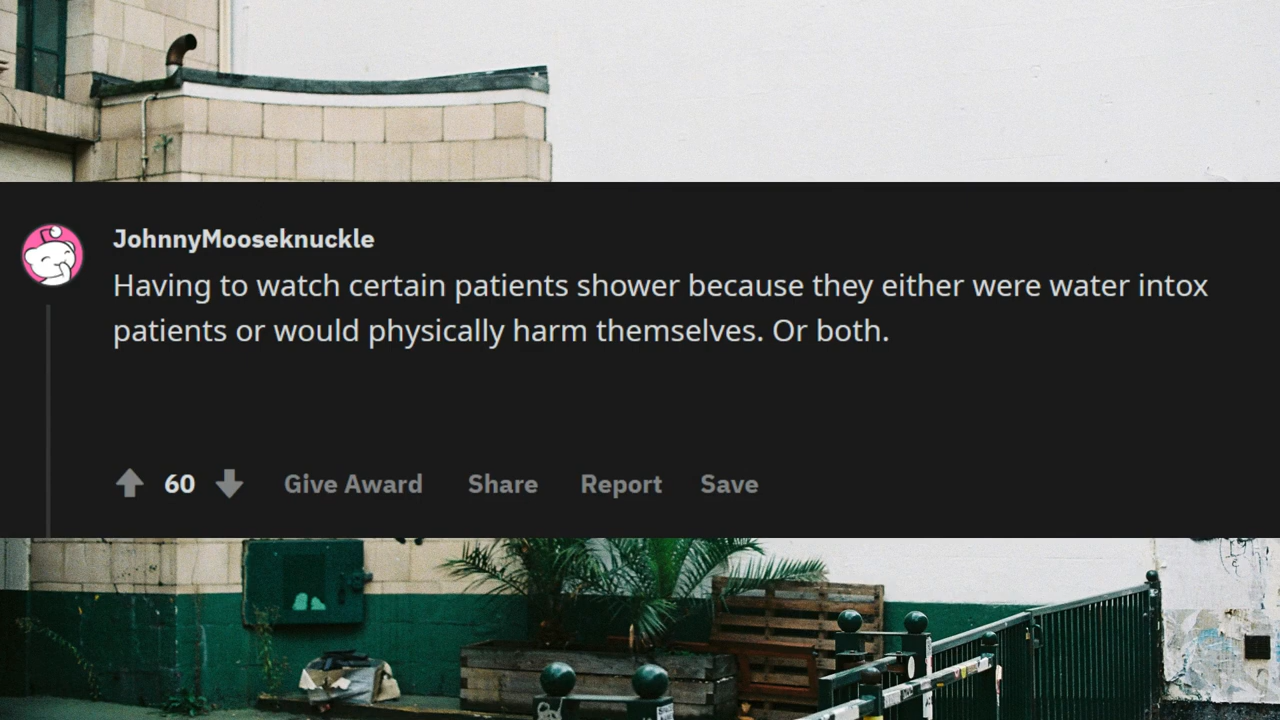 JohnnyMooseknuckle
Having to watch certain patients shower because they either were water intox
patients or would physically harm themselves. Or both.
60 Give Award Share Report Save